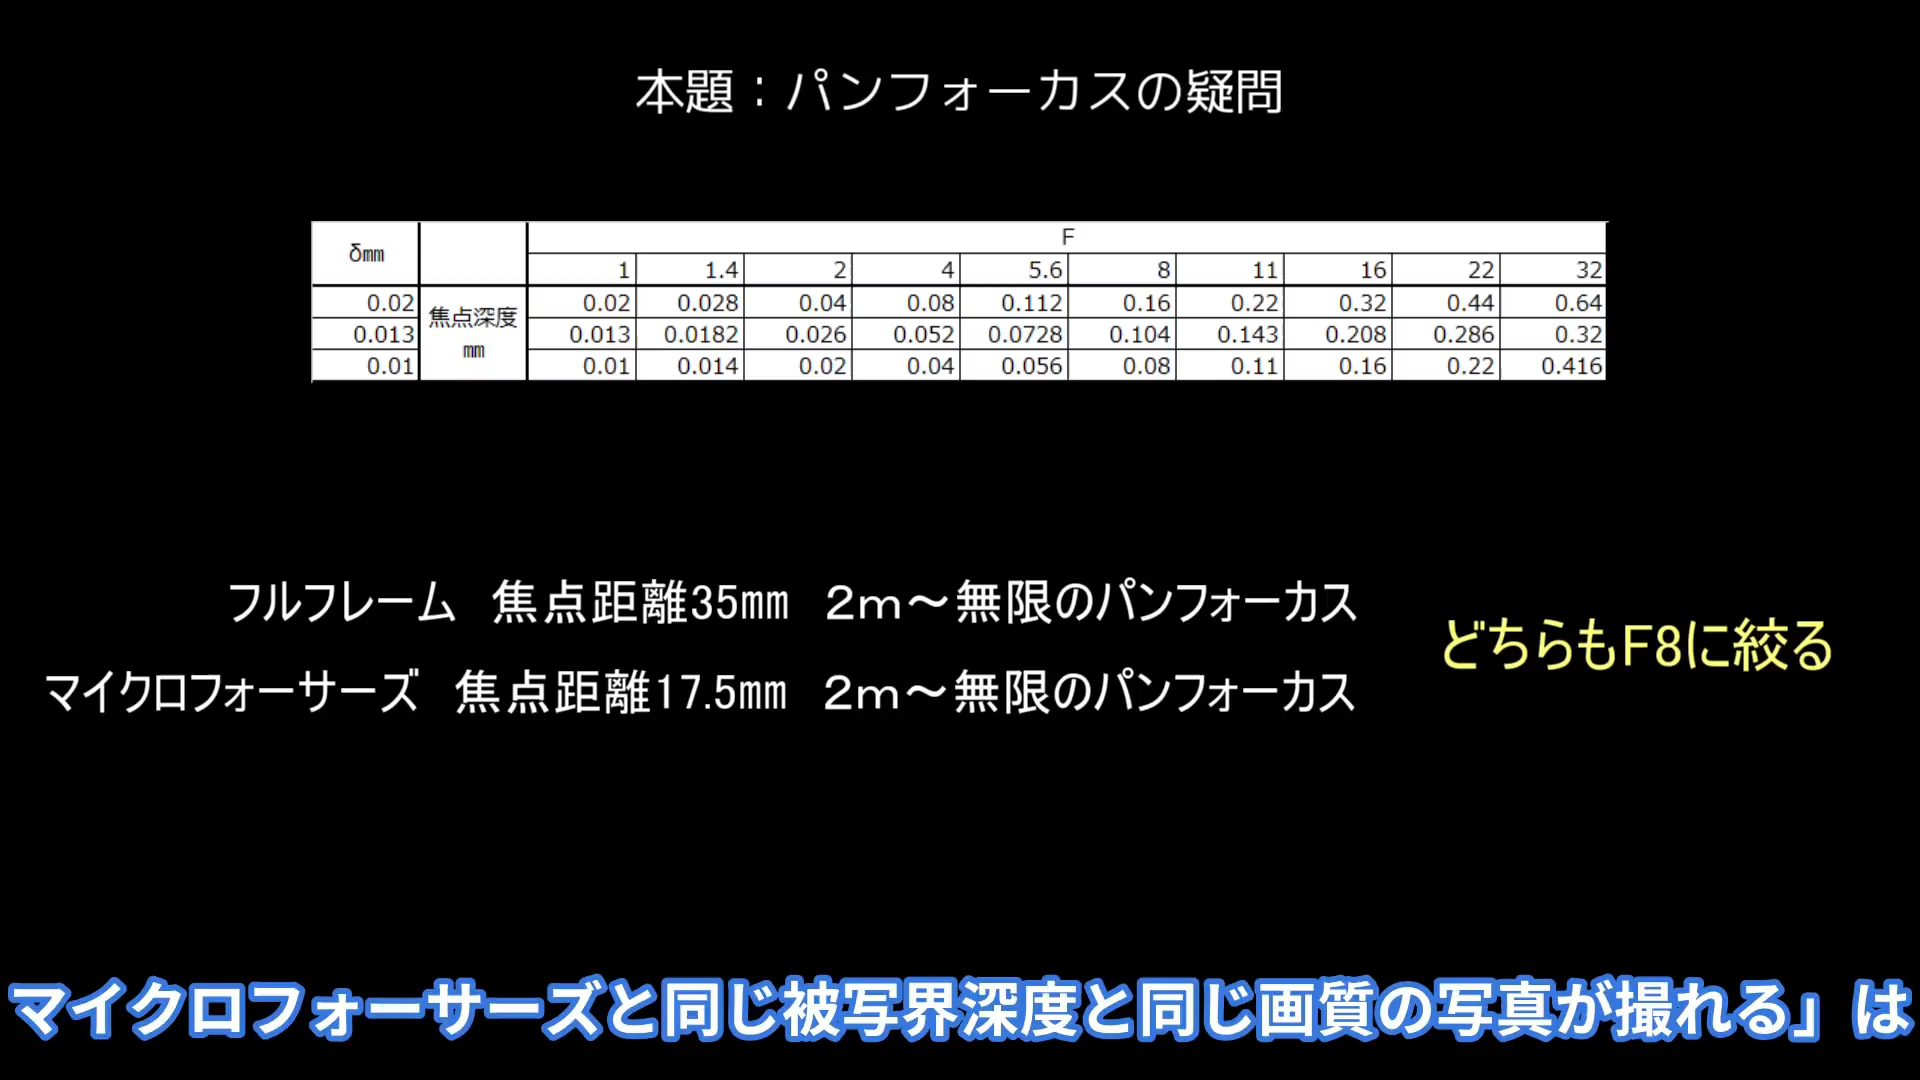 本題：パンフォーカスの疑問
δmm F
1 1.4 2 4 5.6 8 11 16 22 32
0.02 焦点深度 mm 0.02 0.028 0.04 0.08 0.112 0.16 0.22 0.32 0.44 0.64
0.013 0.013 0.0182 0.026 0.052 0.0728 0.104 0.143 0.208 0.286 0.32
0.01 0.01 0.014 0.02 0.04 0.056 0.08 0.11 0.16 0.22 0.416
フルフレーム 焦点距離35mm 2ｍ～無限のパンフォーカス
マイクロフォーサーズ 焦点距離17.5mm 2ｍ～無限のパンフォーカス
どちらもF8に絞る
マイクロフォーサーズと同じ被写界深度と同じ画質の写真が撮れる」は